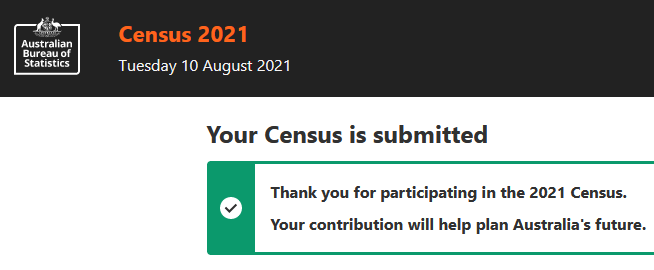 Australian
Bureau of
Statistics
Census 2021
Tuesday 10 August 2021
Your Census is submitted
Thank you for participating in the 2021 Census.
Your contribution will help plan Australia's future.